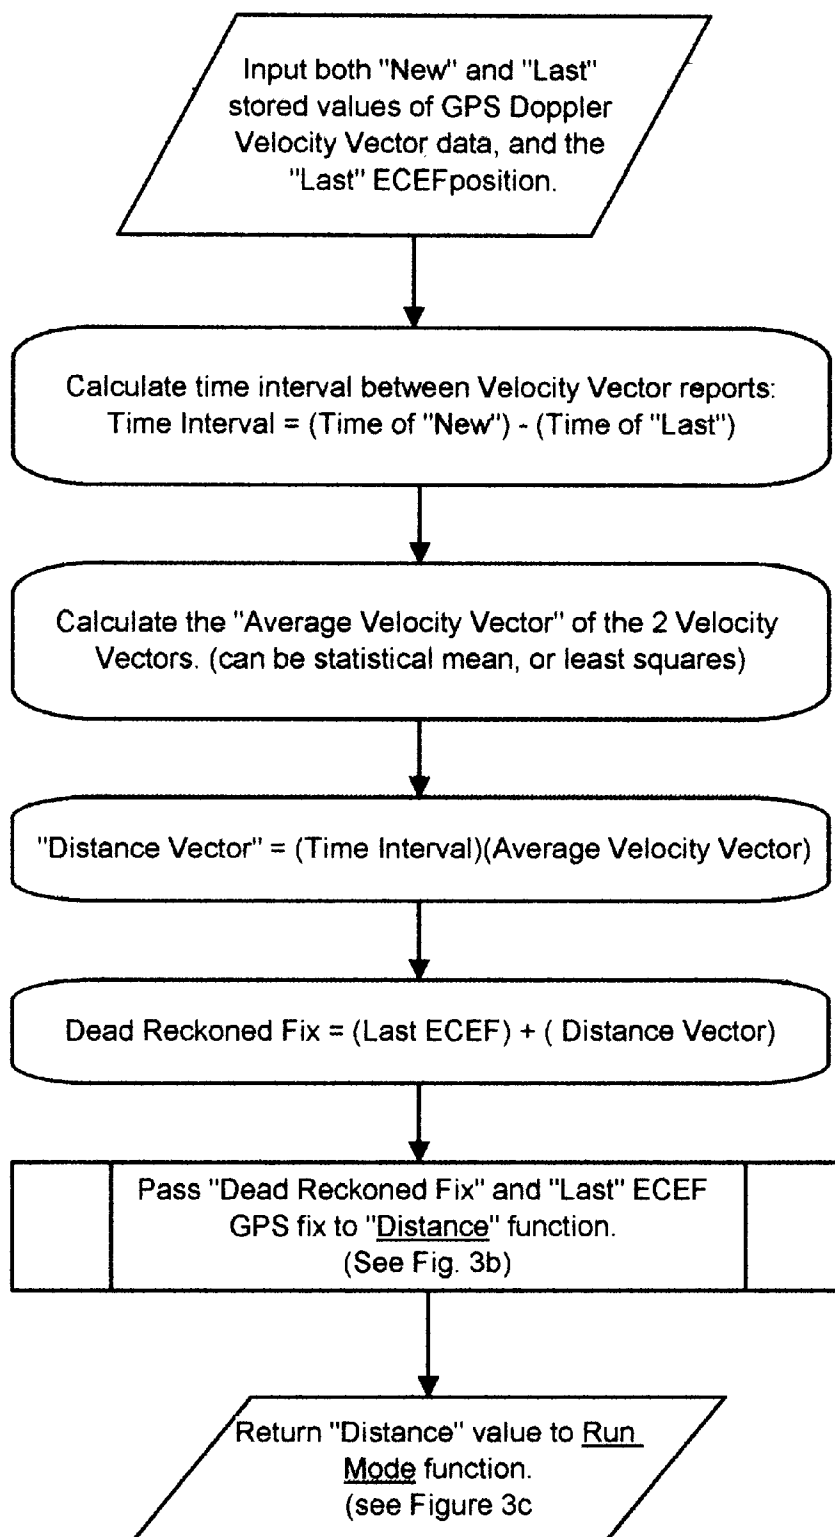 Input both "New" and "Last"
stored values of GPS Doppler
Velocity Vector data, and the
"Last" ECEFposition.
Calculate time interval between Velocity Vector reports:
Time Interval = (Time of "New") - (Time of "Last")
Calculate the "Average Velocity Vector" of the 2 Velocity
Vectors. (can be statistical mean, or least squares)
"Distance Vector" = (Time Interval)(Average Velocity Vector)
Dead Reckoned Fix = (Last ECEF) + ( Distance Vector)
Pass "Dead Reckoned Fix" and "Last" ECEF
GPS fix to "Distance" function.
(See Fig. 3b)
Return "Distance" value to Run
Mode function.
(see Figure 3c